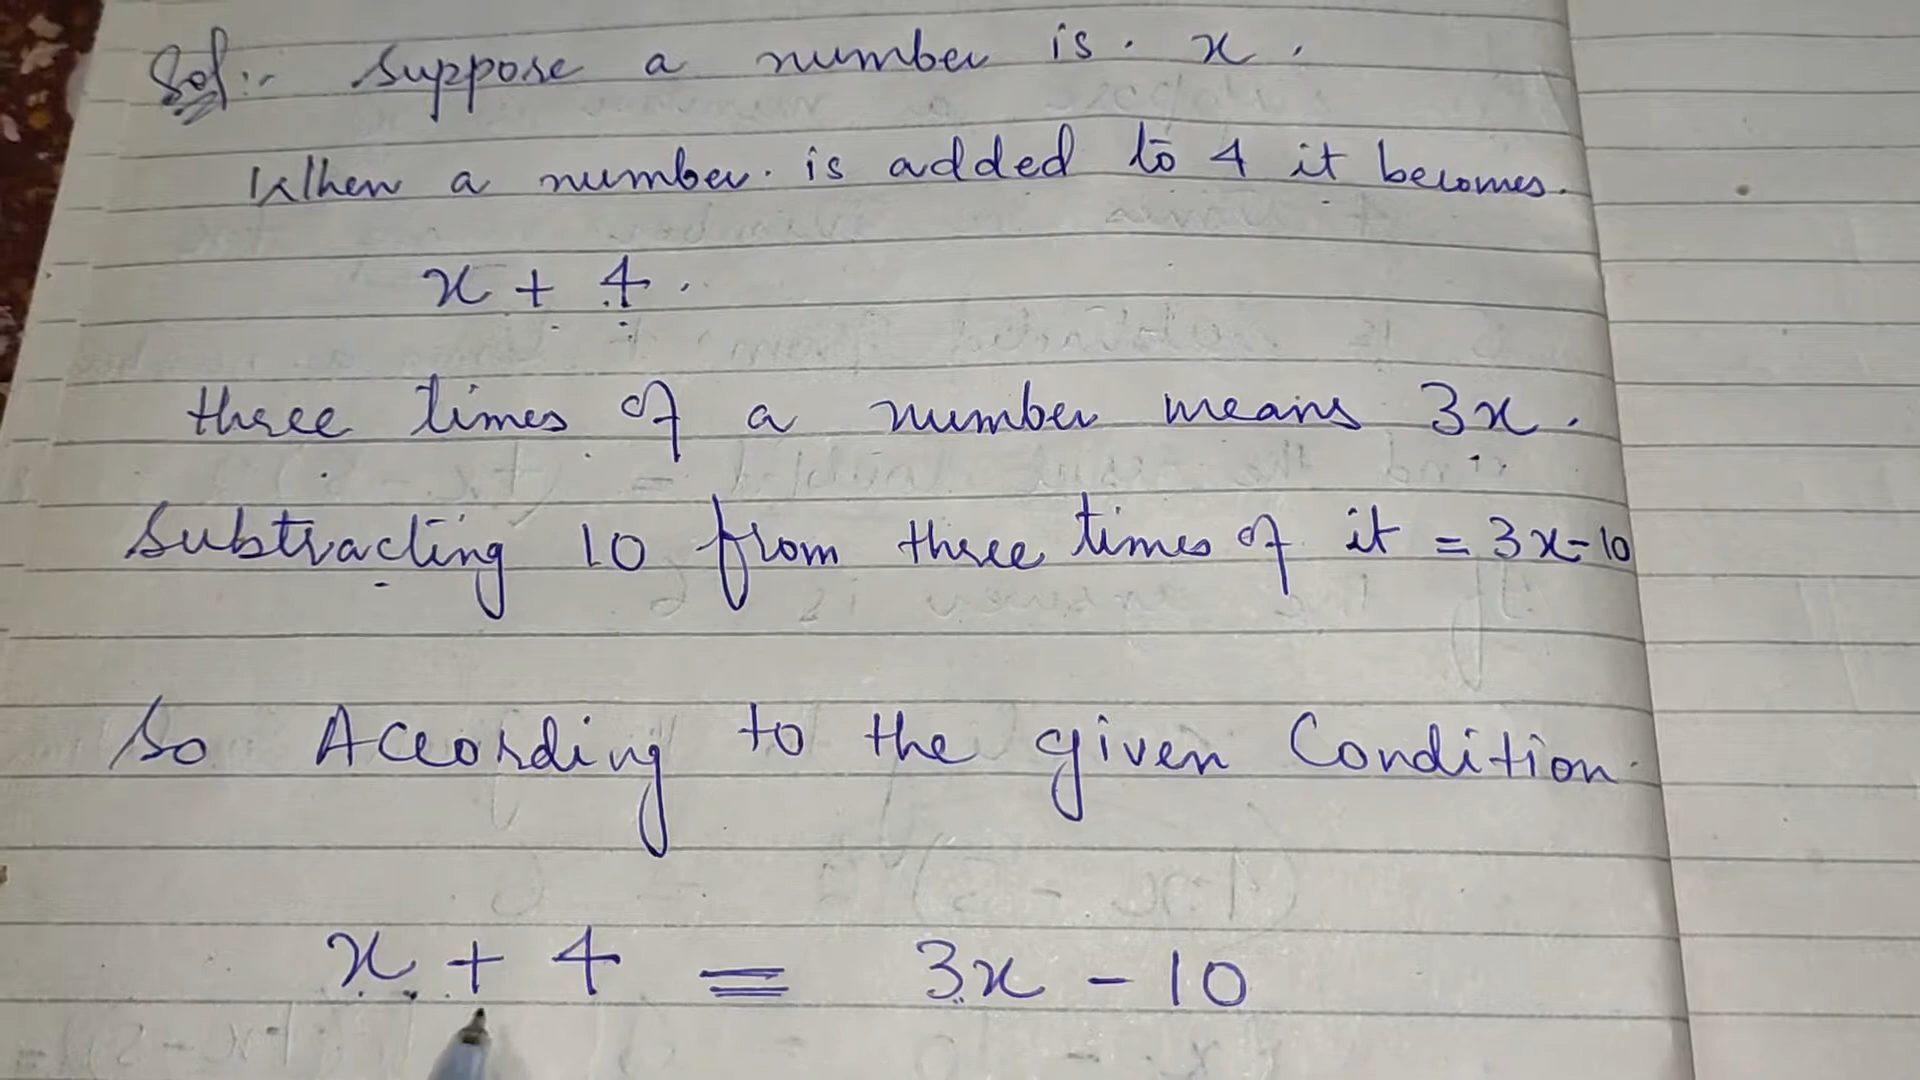 Sol:- Suppose a number is. x.
When a number. is added to 4 it becomes.
x + 4.
three times of a number means 3x.
Subtracting 10 from three times of it = 3x-10
So According to the given Condition.
x + 4 = 3x - 10